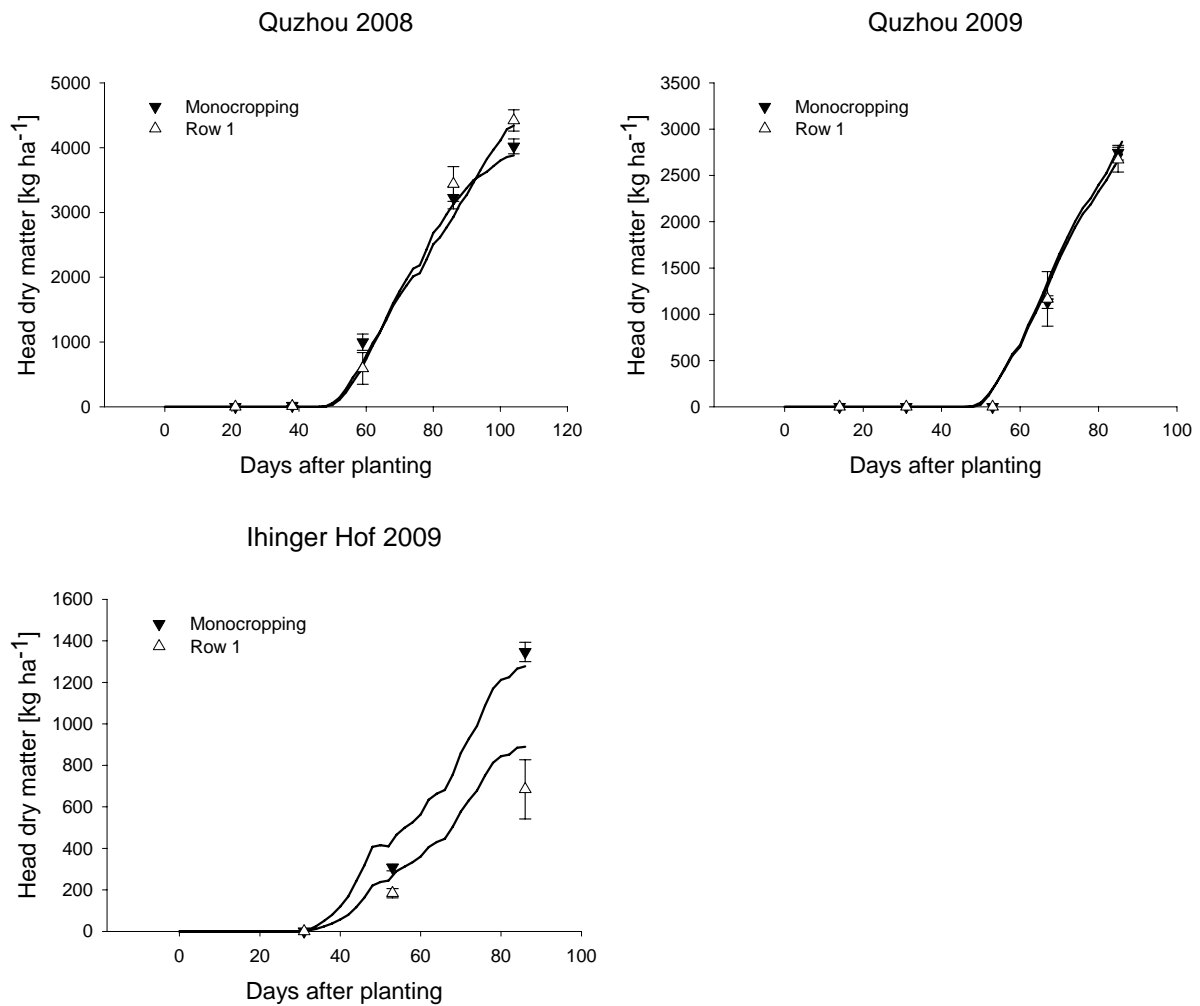 Quzhou 2008
Head dry matter [kg ha-1]
5000
4000
3000
2000
1000
0
Monocropping
Row 1
0 20 40 60 80 100 120
Days after planting
Quzhou 2009
Head dry matter [kg ha-1]
3500
3000
2500
2000
1500
1000
500
0
Monocropping
Row 1
0 20 40 60 80 100
Days after planting
Ihinger Hof 2009
Head dry matter [kg ha-1]
1600
1400
1200
1000
800
600
400
200
0
Monocropping
Row 1
0 20 40 60 80 100
Days after planting